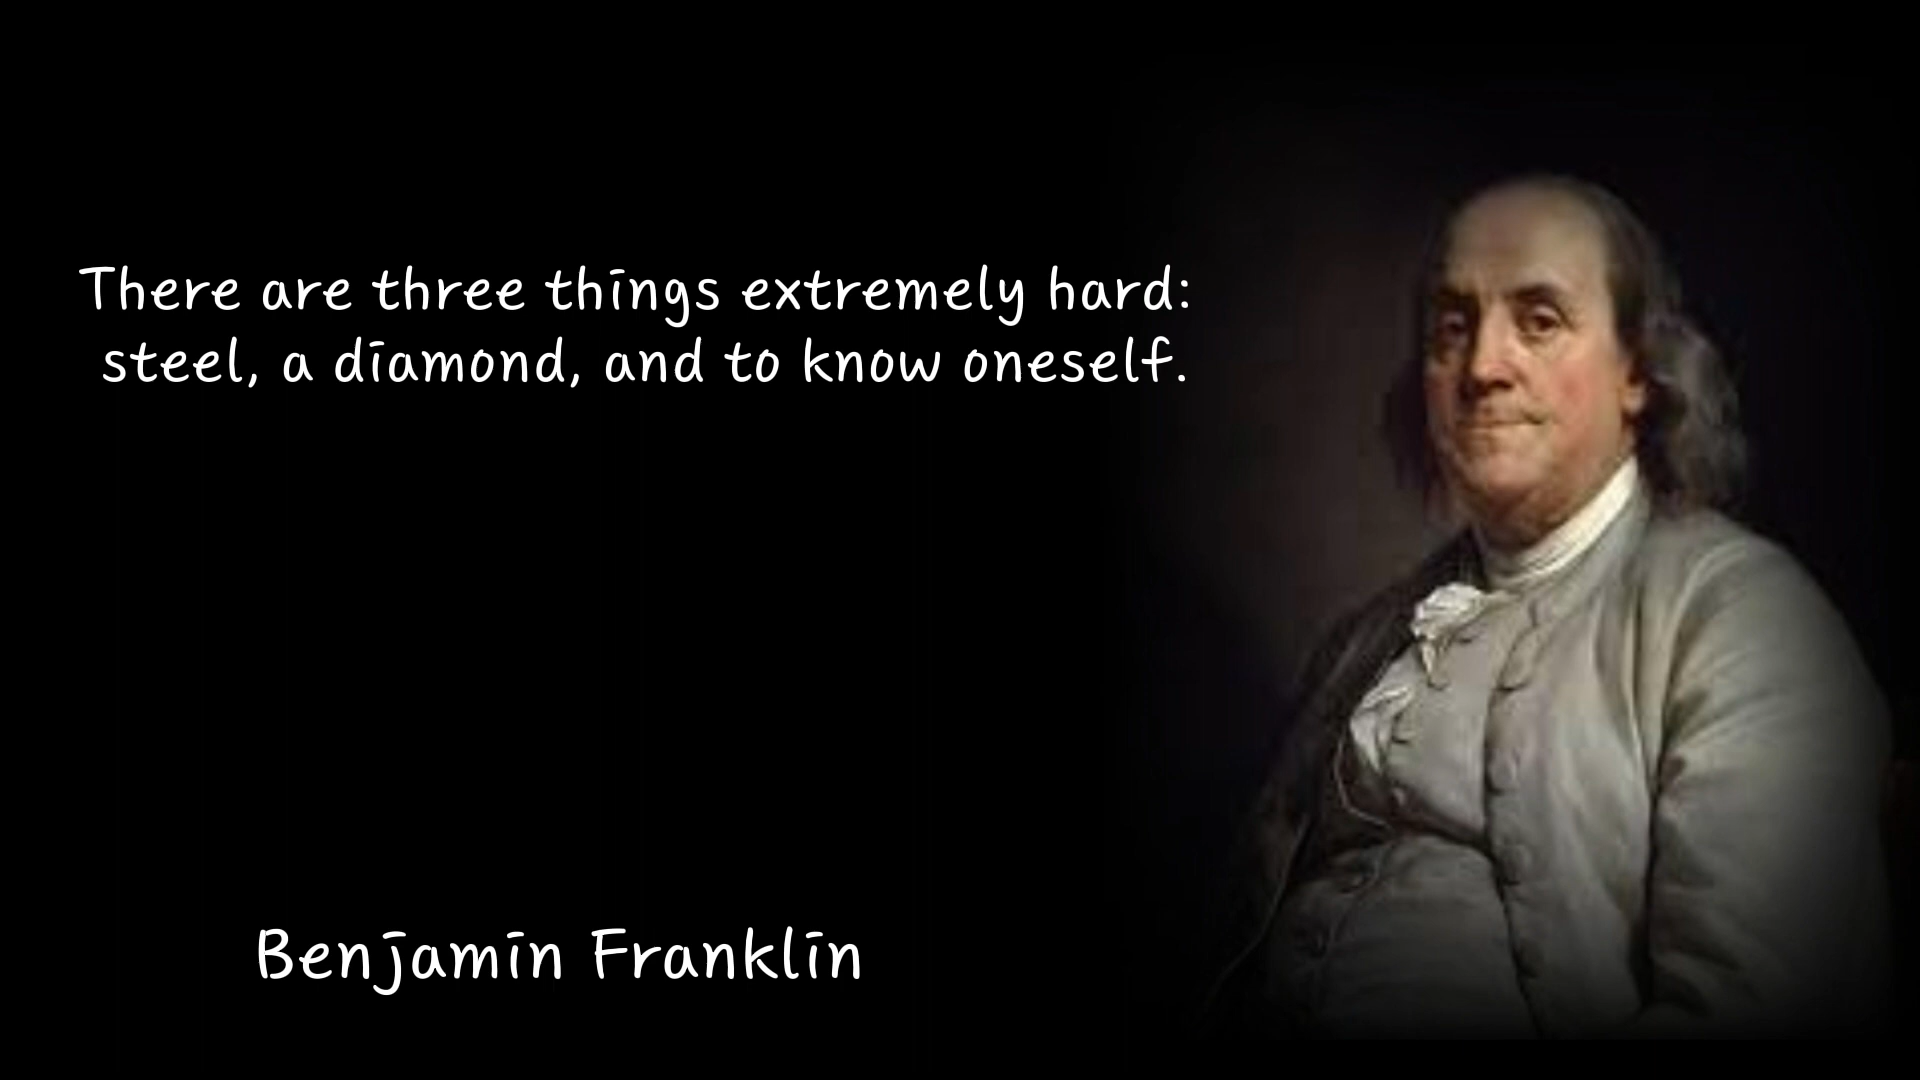 There are three things extremely hard:
steel, a diamond, and to know oneself.
Benjamin Franklin